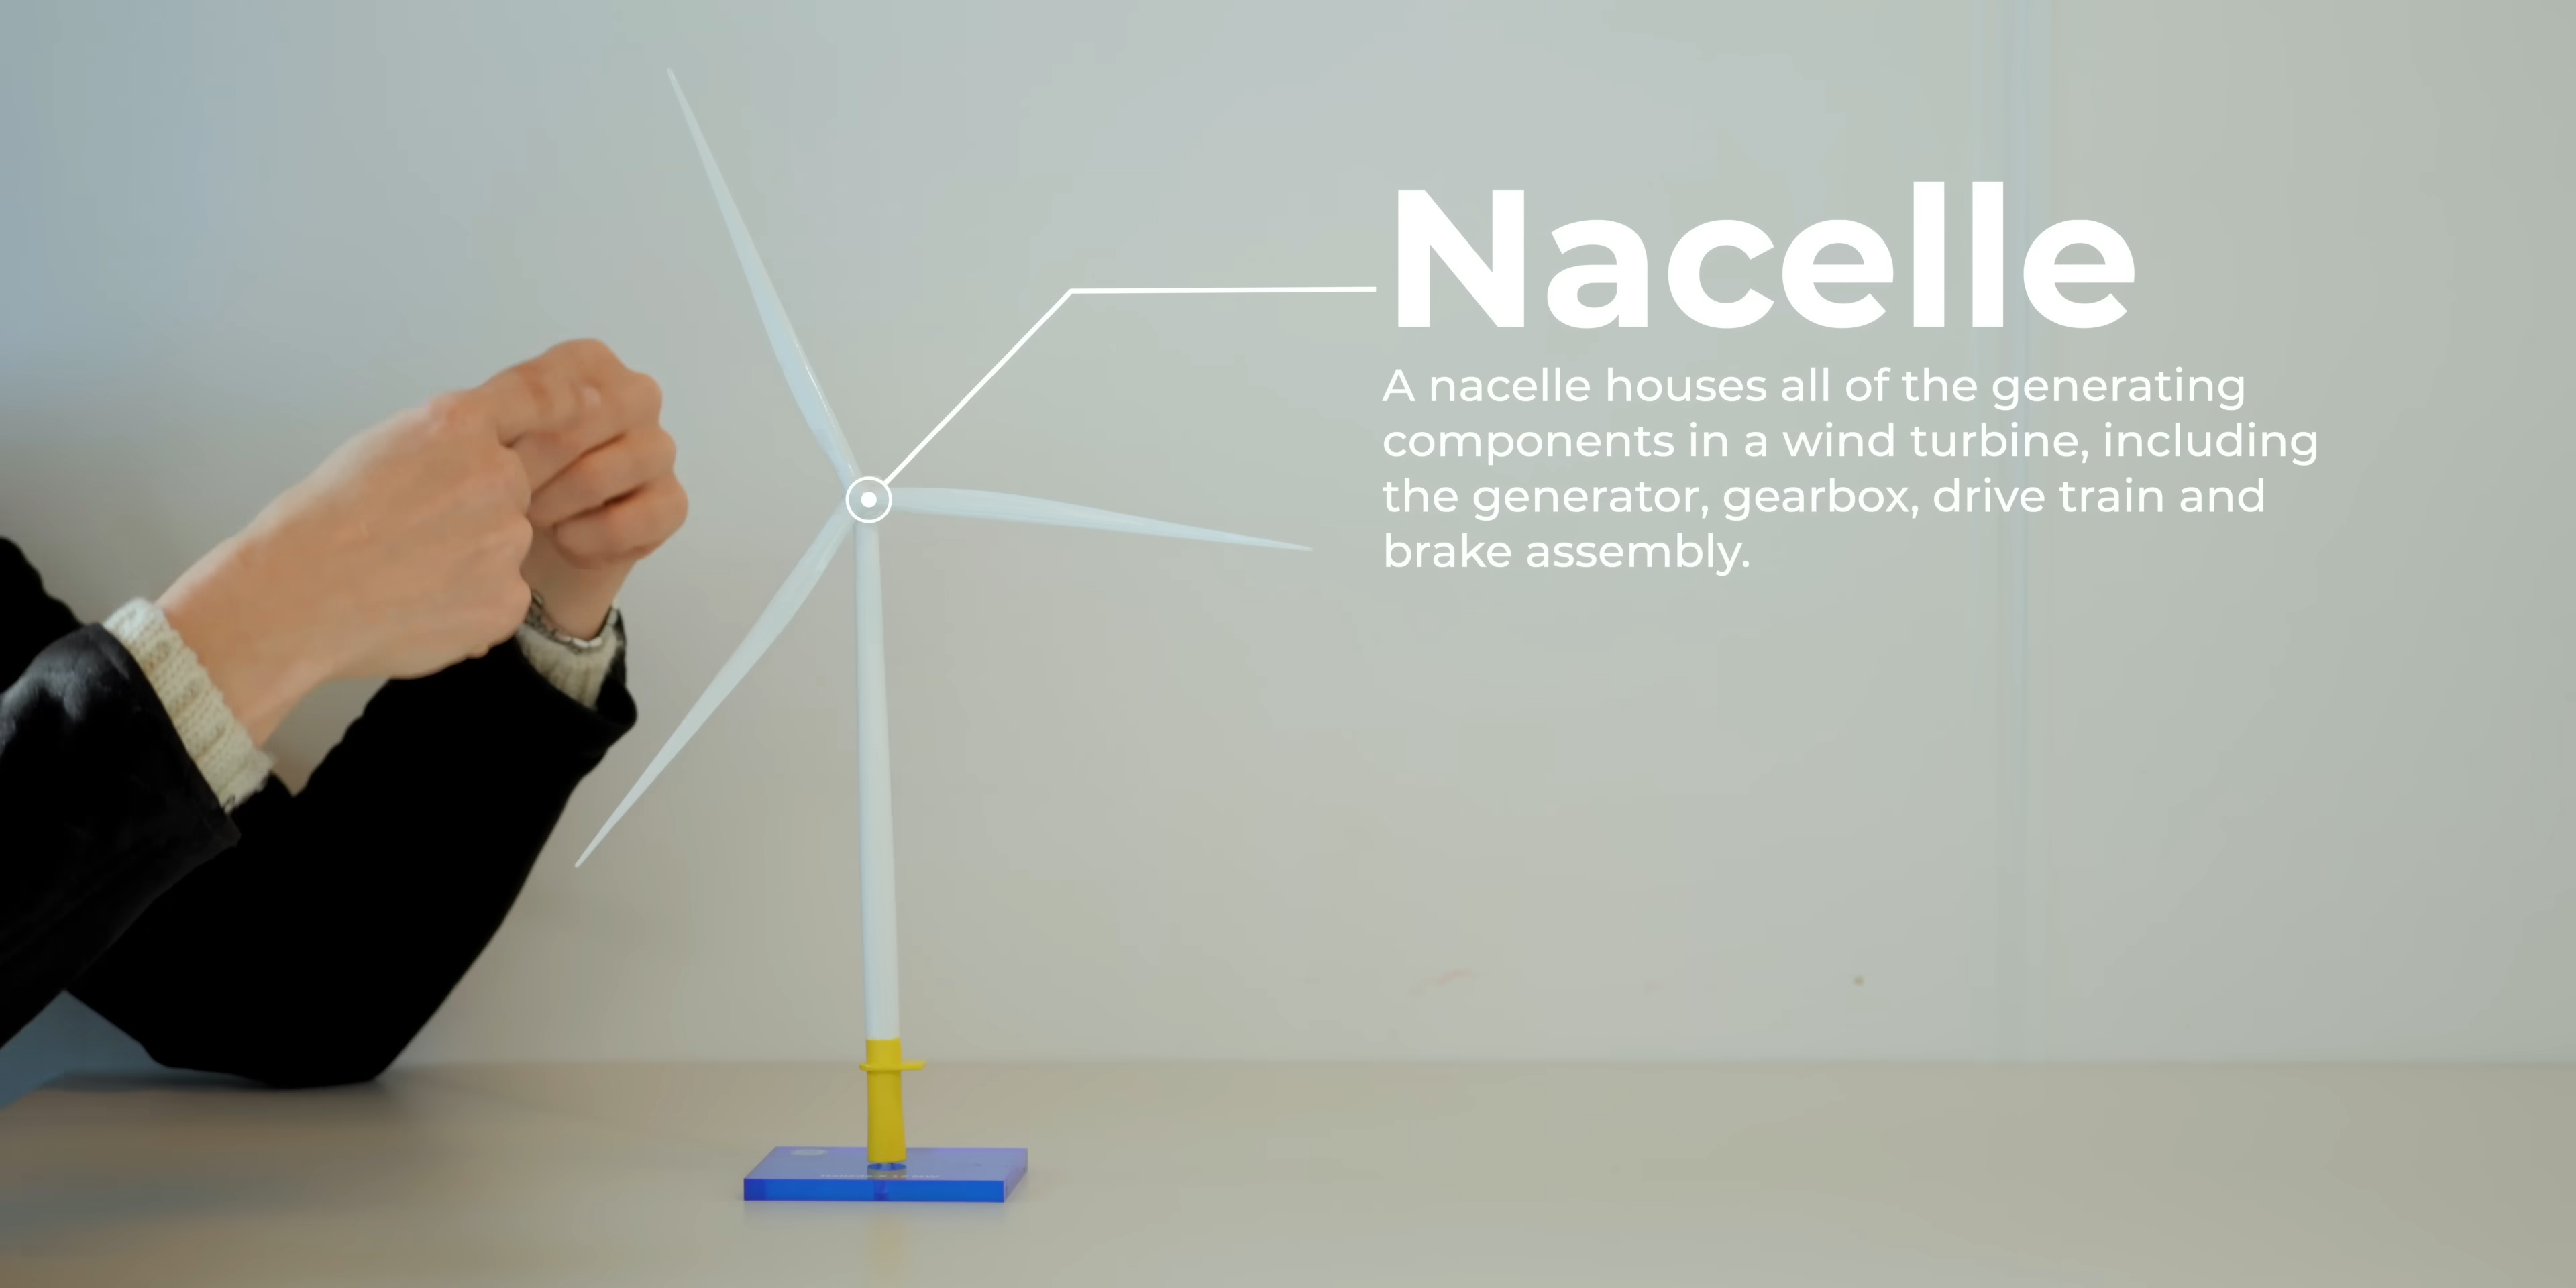 Nacelle
A nacelle houses all of the generating
components in a wind turbine, including
the generator, gearbox, drive train and
brake assembly.